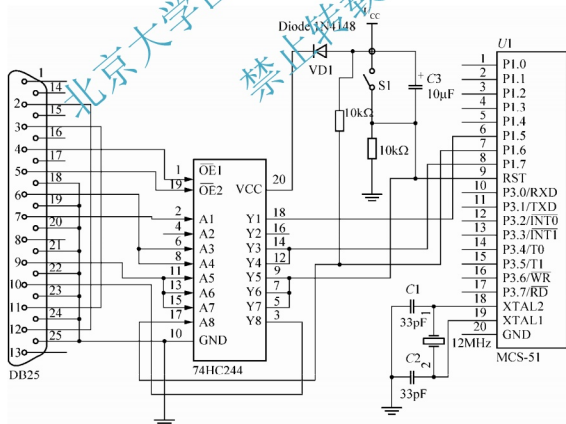 北京大学
禁止转载
Diode 1N4148
CC
VD1
S1
+
C3
10μF
10kΩ
10kΩ
U1
1 P1.0
2 P1.1
3 P1.2
4 P1.3
5 P1.4
6 P1.5
7 P1.6
8 P1.7
9 RST
10 P3.0/RXD
11 P3.1/TXD
12 P3.2/INT0
13 P3.3/INT1
14 P3.4/T0
15 P3.5/T1
16 P3.6/WR
17 P3.7/RD
18 XTAL2
19 XTAL1
20 GND
MCS-51
1
14
2
15
3
16
4
17
5
18
6
19
7
20
8
21
9
22
10
23
11
24
12
25
13
DB25
1 OE1
19 OE2
VCC 20
2 A1 Y1 18
4 A2 Y2 16
6 A3 Y3 14
8 A4 Y4 12
11 A5 Y5 9
13 A6 Y6 7
15 A7 Y7 5
17 A8 Y8 3
10 GND
74HC244
C1
33pF
1
12MHz
2
C2
33pF